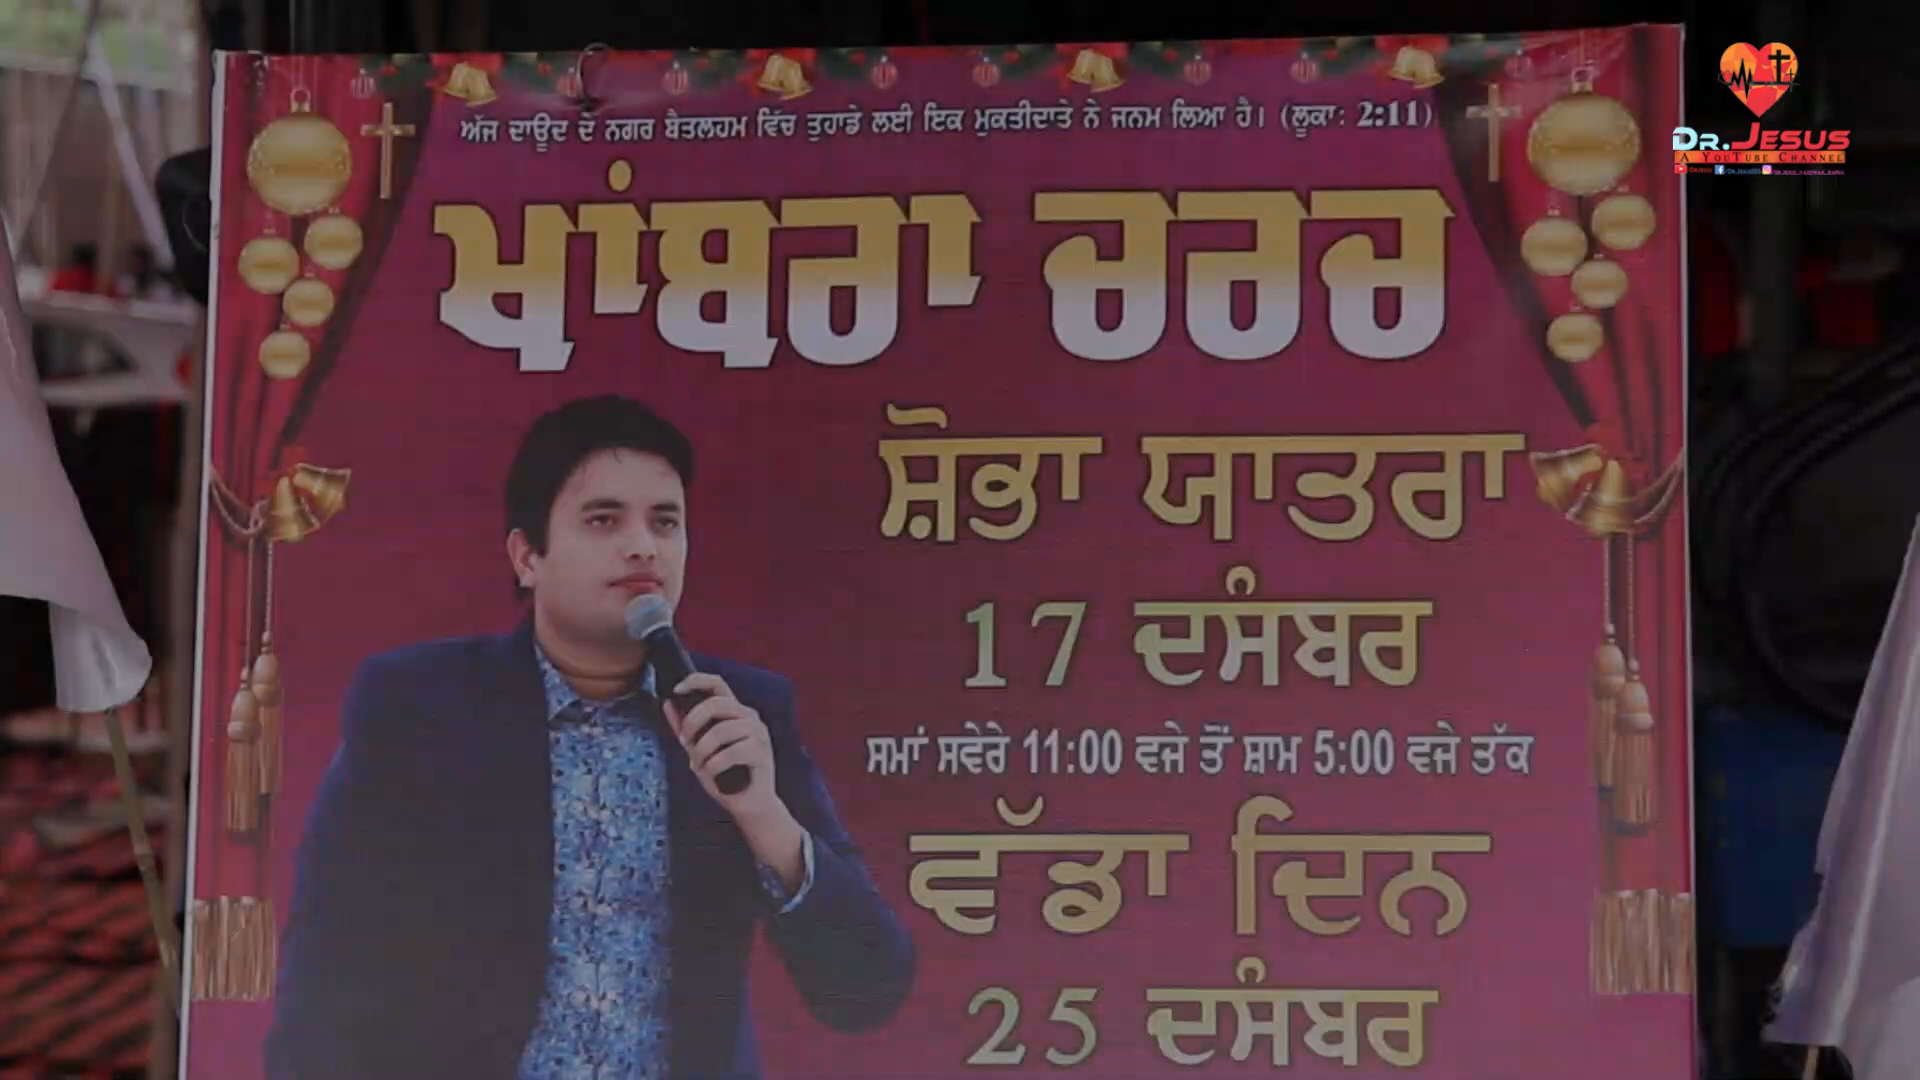 ਅੱਜ ਦਾਊਦ ਦੇ ਨਗਰ ਬੈਤਲਹਮ ਵਿੱਚ ਤੁਹਾਡੇ ਲਈ ਇਕ ਮੁਕਤੀਦਾਤੇ ਨੇ ਜਨਮ ਲਿਆ ਹੈ। (ਲੂਕਾ: 2:11)
ਖਾਂਬਰਾ ਚਰਚ
ਸ਼ੋਭਾ ਯਾਤਰਾ
17 ਦਸੰਬਰ
ਸਮਾਂ ਸਵੇਰੇ 11:00 ਵਜੇ ਤੋਂ ਸ਼ਾਮ 5:00 ਵਜੇ ਤੱਕ
ਵੱਡਾ ਦਿਨ
25 ਦਸੰਬਰ
DR.JESUS
A YOUTUBE CHANNEL